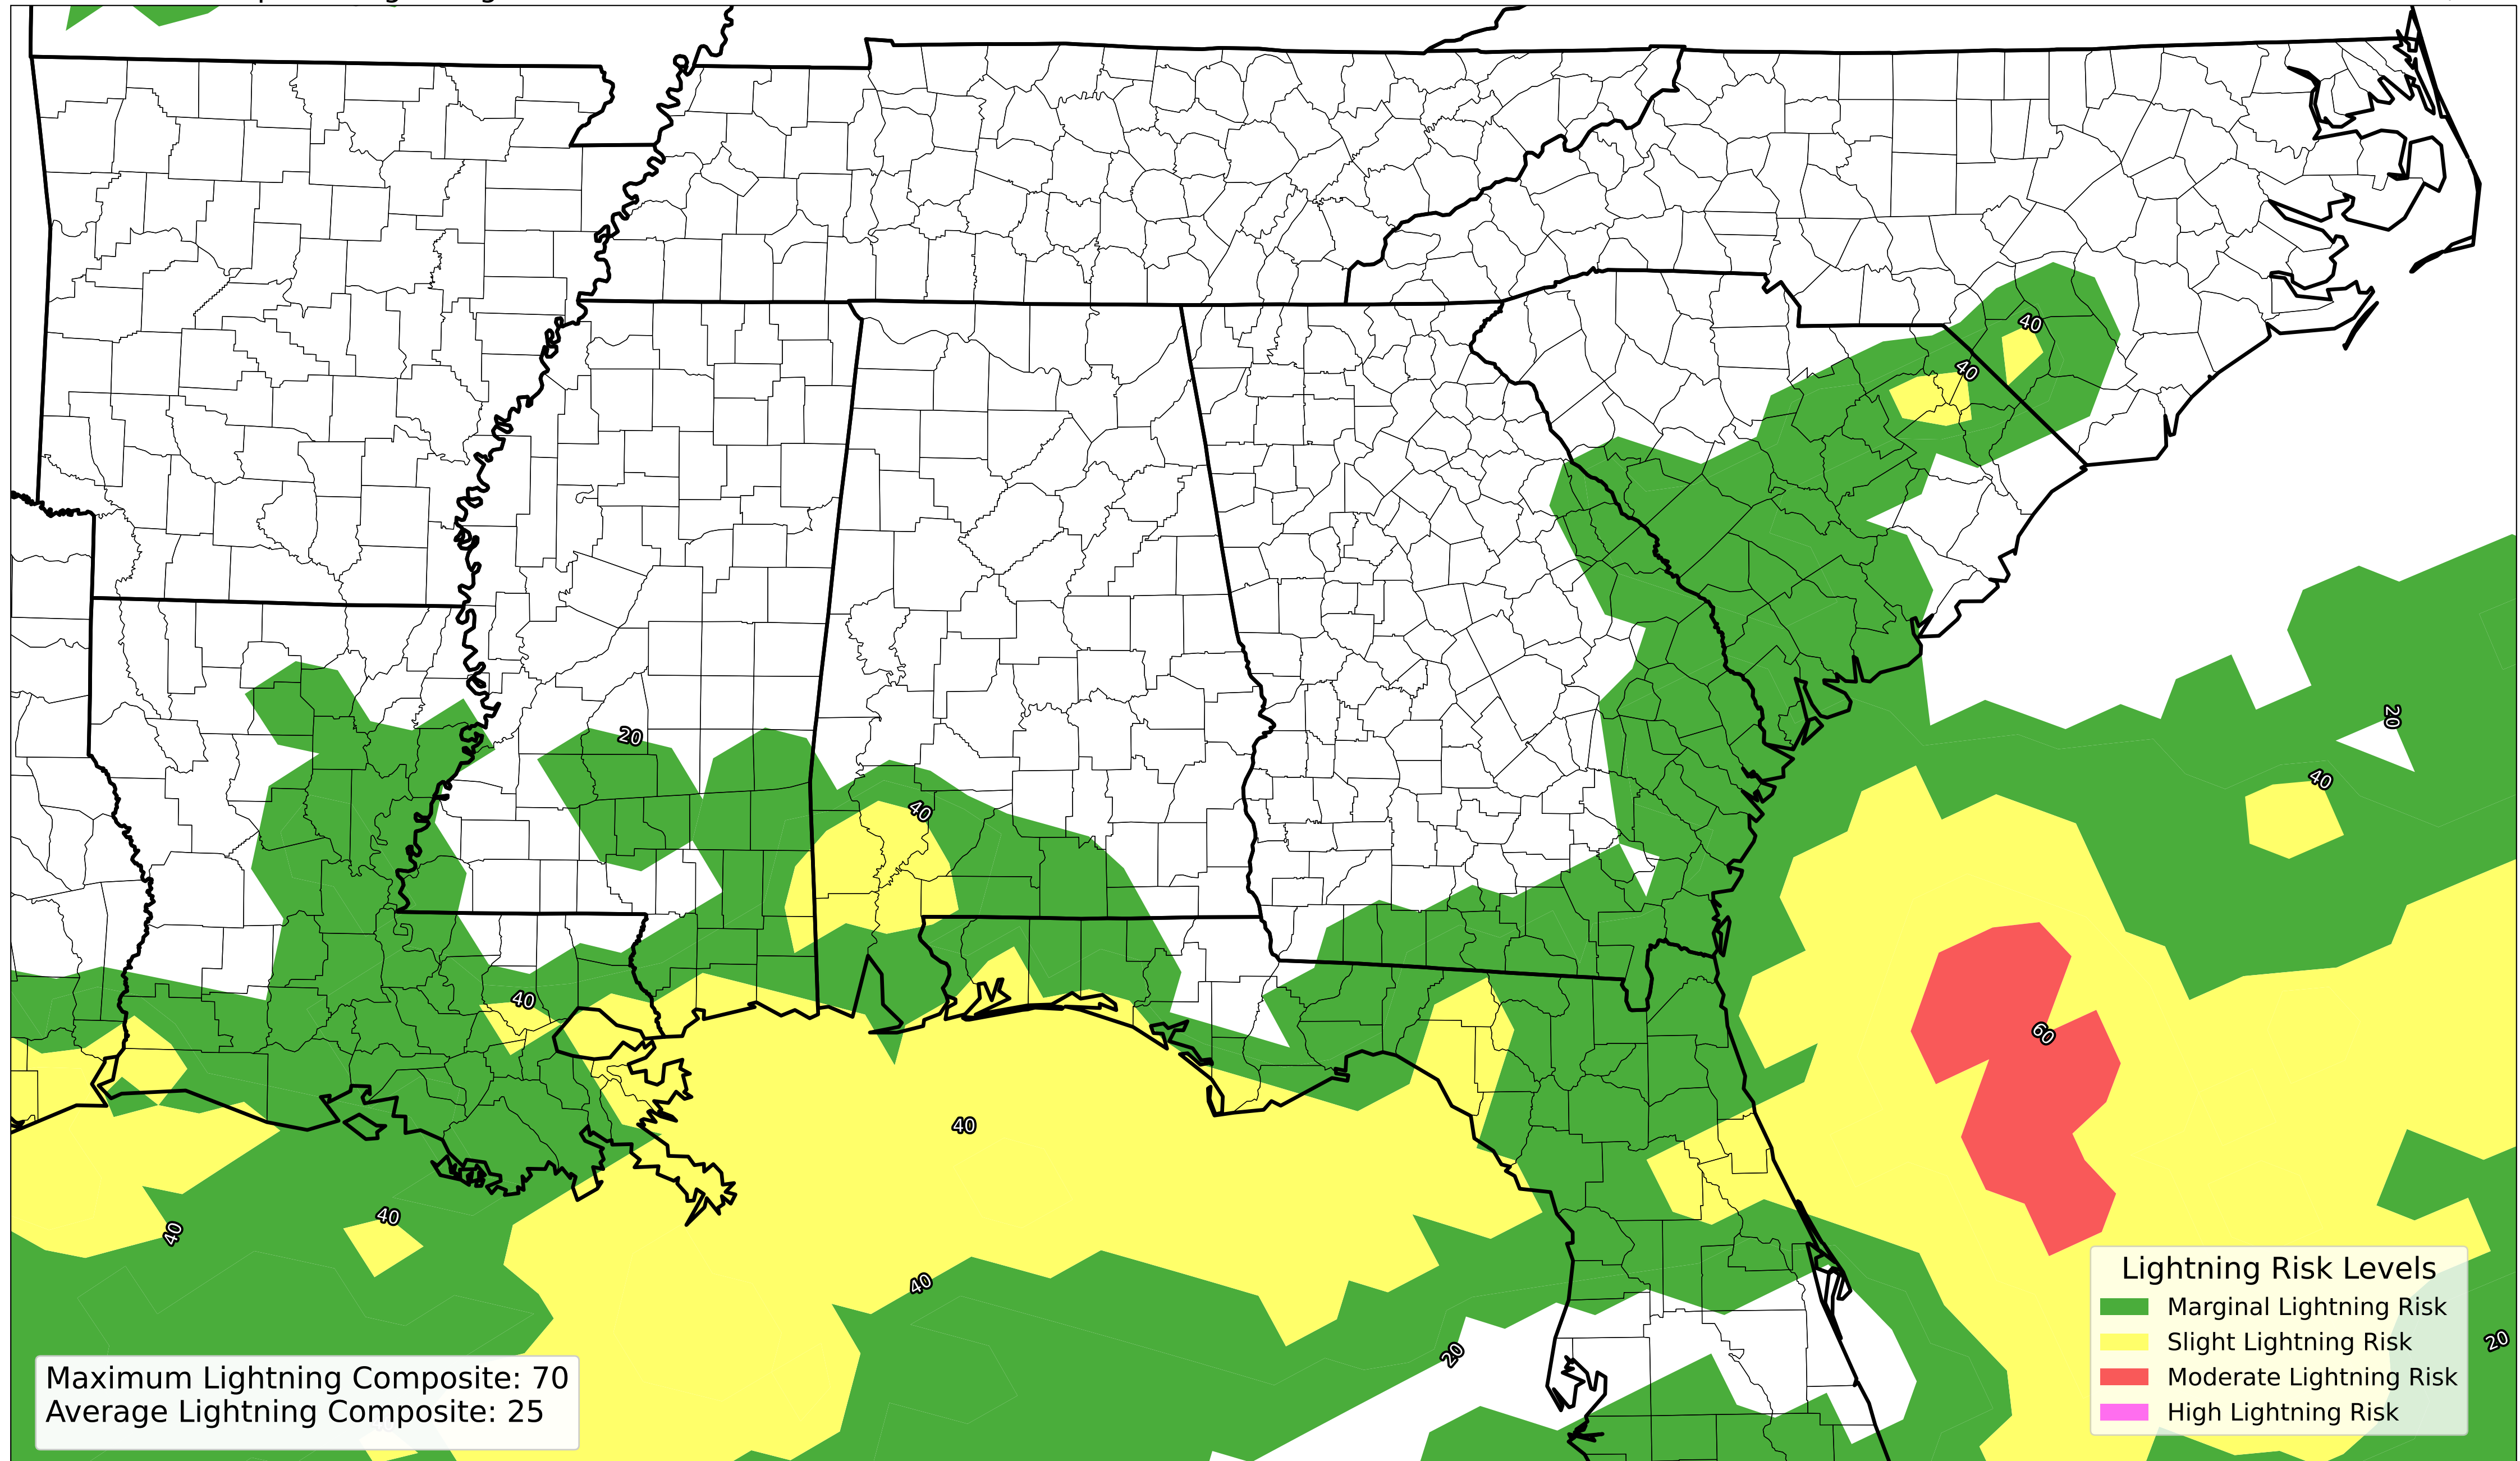 40
40
20
20
40
40
40
60
40
40
40
40
20
20
Lightning Risk Levels
Marginal Lightning Risk
Slight Lightning Risk
Moderate Lightning Risk
High Lightning Risk
Maximum Lightning Composite: 70
Average Lightning Composite: 25